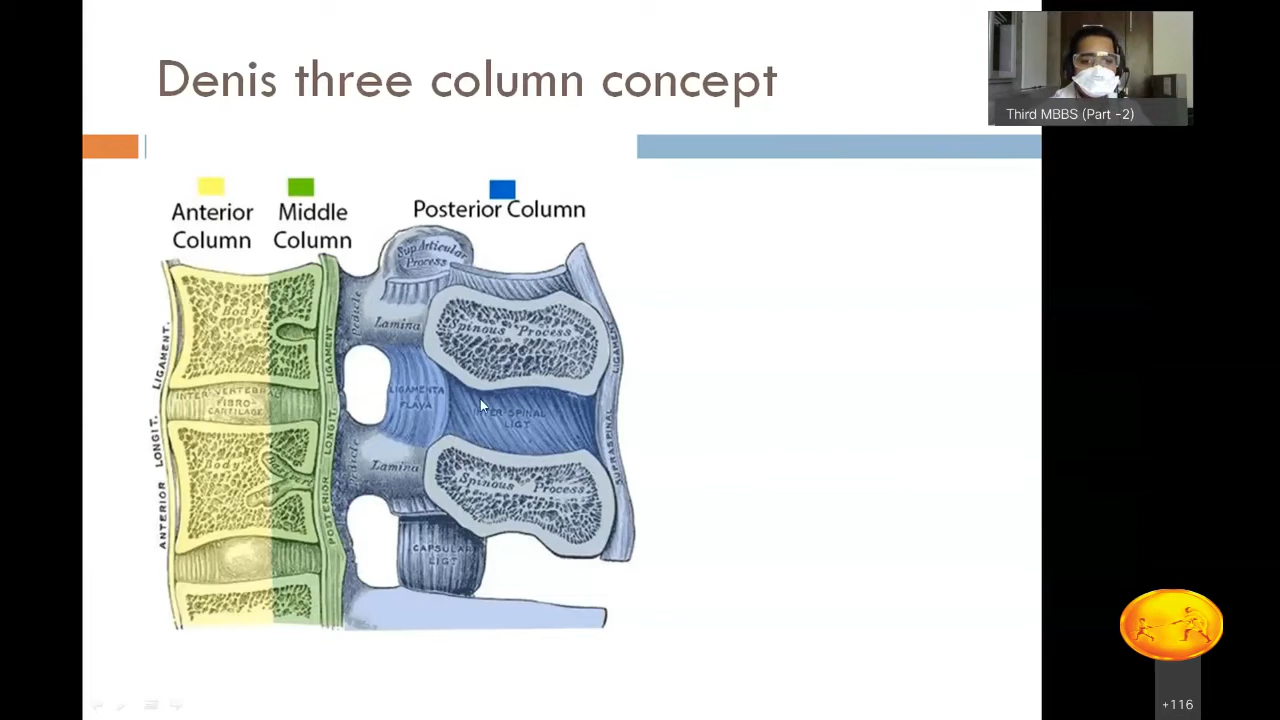 Denis three column concept
Third MBBS (Part -2)
Anterior
Column
Middle
Column
Posterior Column
Sup Articular
Process
Body
Pedicle
Lamina
Spinous Process
ANTERIOR LONGIT. LIGAMENT.
POSTERIOR LONGIT. LIGAMENT
INTERVERTEBRAL
FIBRO-
CARTILAGE
LIGAMENTA
FLAVA
INTER-SPINAL
LIGT
SUPRASPINAL LIGAMENT
Body
Pedicle
Lamina
Spinous Process
CAPSULAR
LIGT
+116